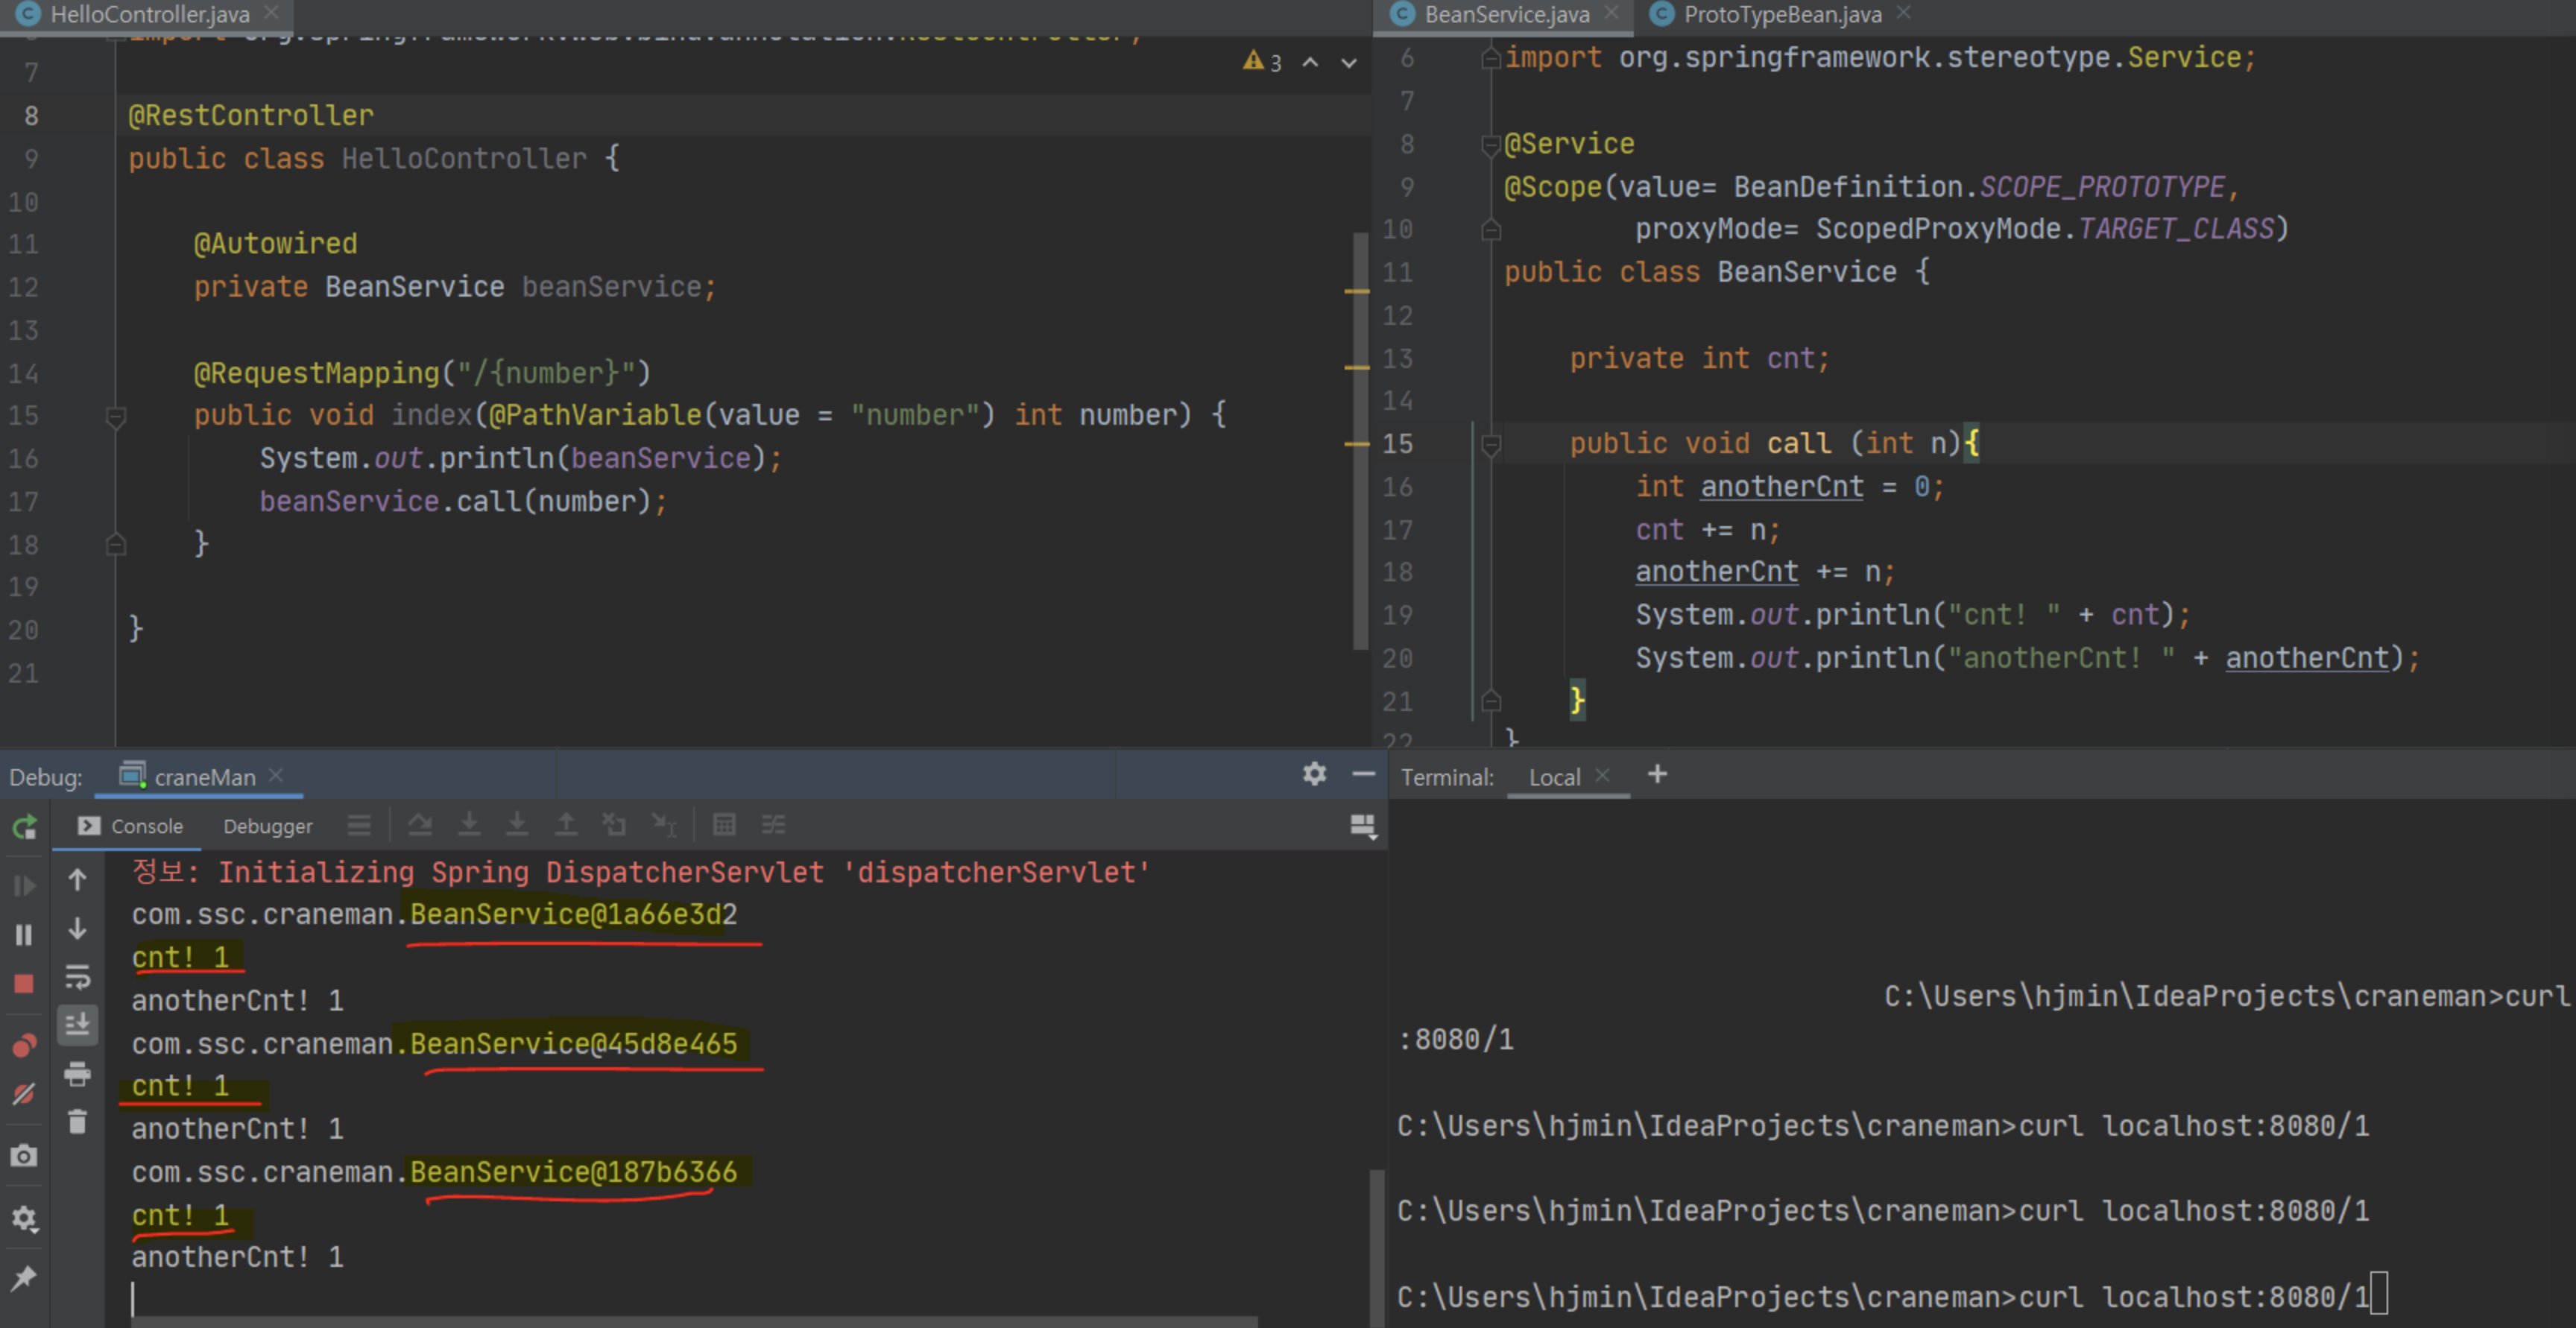 HelloController.java
import org.springframework.web.bind.annotation.RestController;
3
7
8 @RestController
9 public class HelloController {
10
11 @Autowired
12 private BeanService beanService;
13
14 @RequestMapping("/{number}")
15 public void index(@PathVariable(value = "number") int number) {
16 System.out.println(beanService);
17 beanService.call(number);
18 }
19
20 }
21
BeanService.java ProtoTypeBean.java
6 import org.springframework.stereotype.Service;
7
8 @Service
9 @Scope(value= BeanDefinition.SCOPE_PROTOTYPE,
10 proxyMode= ScopedProxyMode.TARGET_CLASS)
11 public class BeanService {
12
13 private int cnt;
14
15 public void call (int n){
16 int anotherCnt = 0;
17 cnt += n;
18 anotherCnt += n;
19 System.out.println("cnt! " + cnt);
20 System.out.println("anotherCnt! " + anotherCnt);
21 }
22 }
Debug: craneMan
Console Debugger
정보: Initializing Spring DispatcherServlet 'dispatcherServlet'
com.ssc.craneman.BeanService@1a66e3d2
cnt! 1
anotherCnt! 1
com.ssc.craneman.BeanService@45d8e465
cnt! 1
anotherCnt! 1
com.ssc.craneman.BeanService@187b6366
cnt! 1
anotherCnt! 1
Terminal: Local +
C:\Users\hjmin\IdeaProjects\craneman>curl
:8080/1
C:\Users\hjmin\IdeaProjects\craneman>curl localhost:8080/1
C:\Users\hjmin\IdeaProjects\craneman>curl localhost:8080/1
C:\Users\hjmin\IdeaProjects\craneman>curl localhost:8080/1